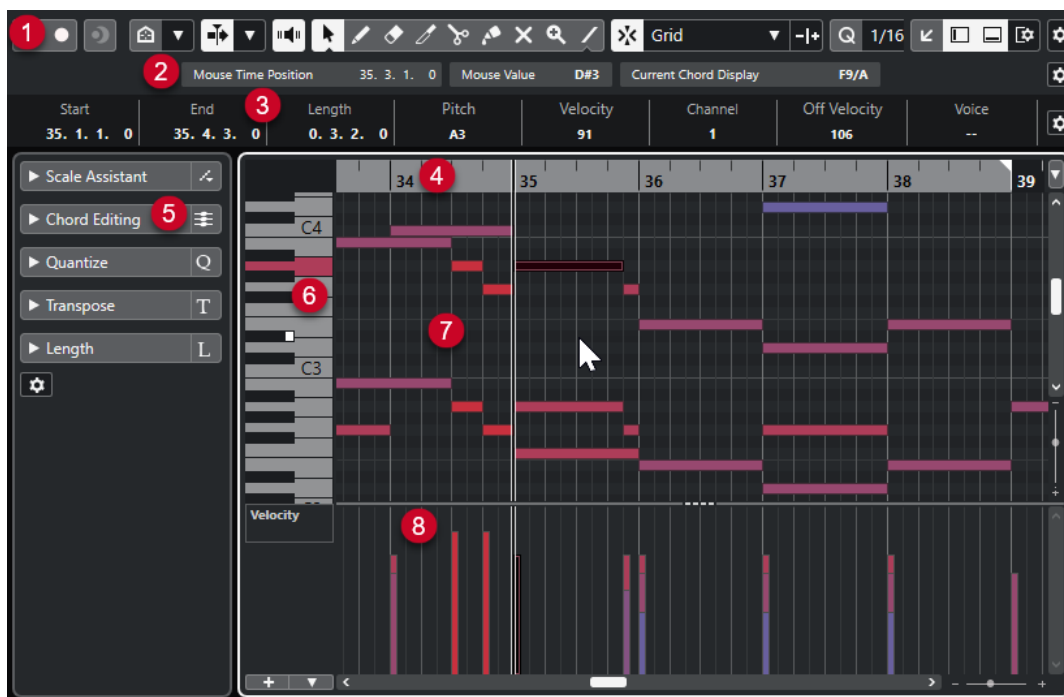 1
Grid
Q 1/16
2
Mouse Time Position 35. 3. 1. 0 Mouse Value D#3 Current Chord Display F9/A
3
Start End Length Pitch Velocity Channel Off Velocity Voice
35. 1. 1. 0 35. 4. 3. 0 0. 3. 2. 0 A3 91 1 106 --
Scale Assistant
Chord Editing 5
Quantize Q
Transpose T
Length L
34 4 35 36 37 38 39
C4
6
7
C3
Velocity
8